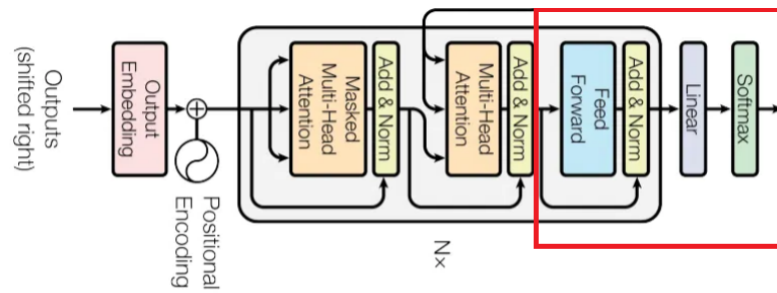 Outputs
(shifted right)
Output
Embedding
Positional
Encoding
Masked
Multi-Head
Attention
Add & Norm
Multi-Head
Attention
Add & Norm
Feed
Forward
Add & Norm
Nx
Linear
Softmax